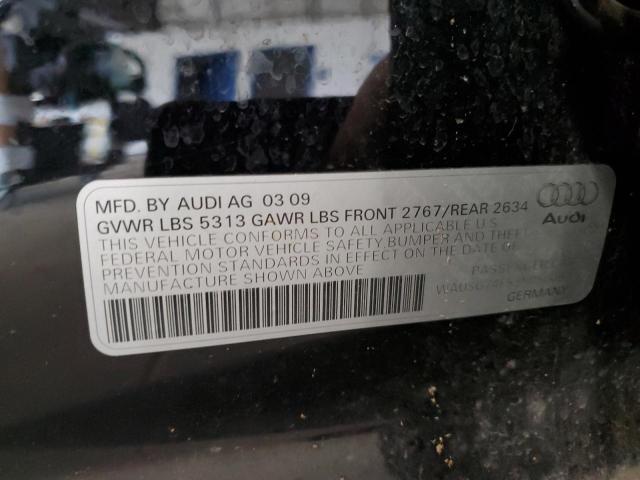 MFD. BY AUDI AG 03 09
GVWR LBS 5313 GAWR LBS FRONT 2767/REAR 2634
THIS VEHICLE CONFORMS TO ALL APPLICABLE U.S.
FEDERAL MOTOR VEHICLE SAFETY, BUMPER AND THEFT
PREVENTION STANDARDS IN EFFECT ON THE DATE OF
MANUFACTURE SHOWN ABOVE
PASSENGER
GERMANY
Audi